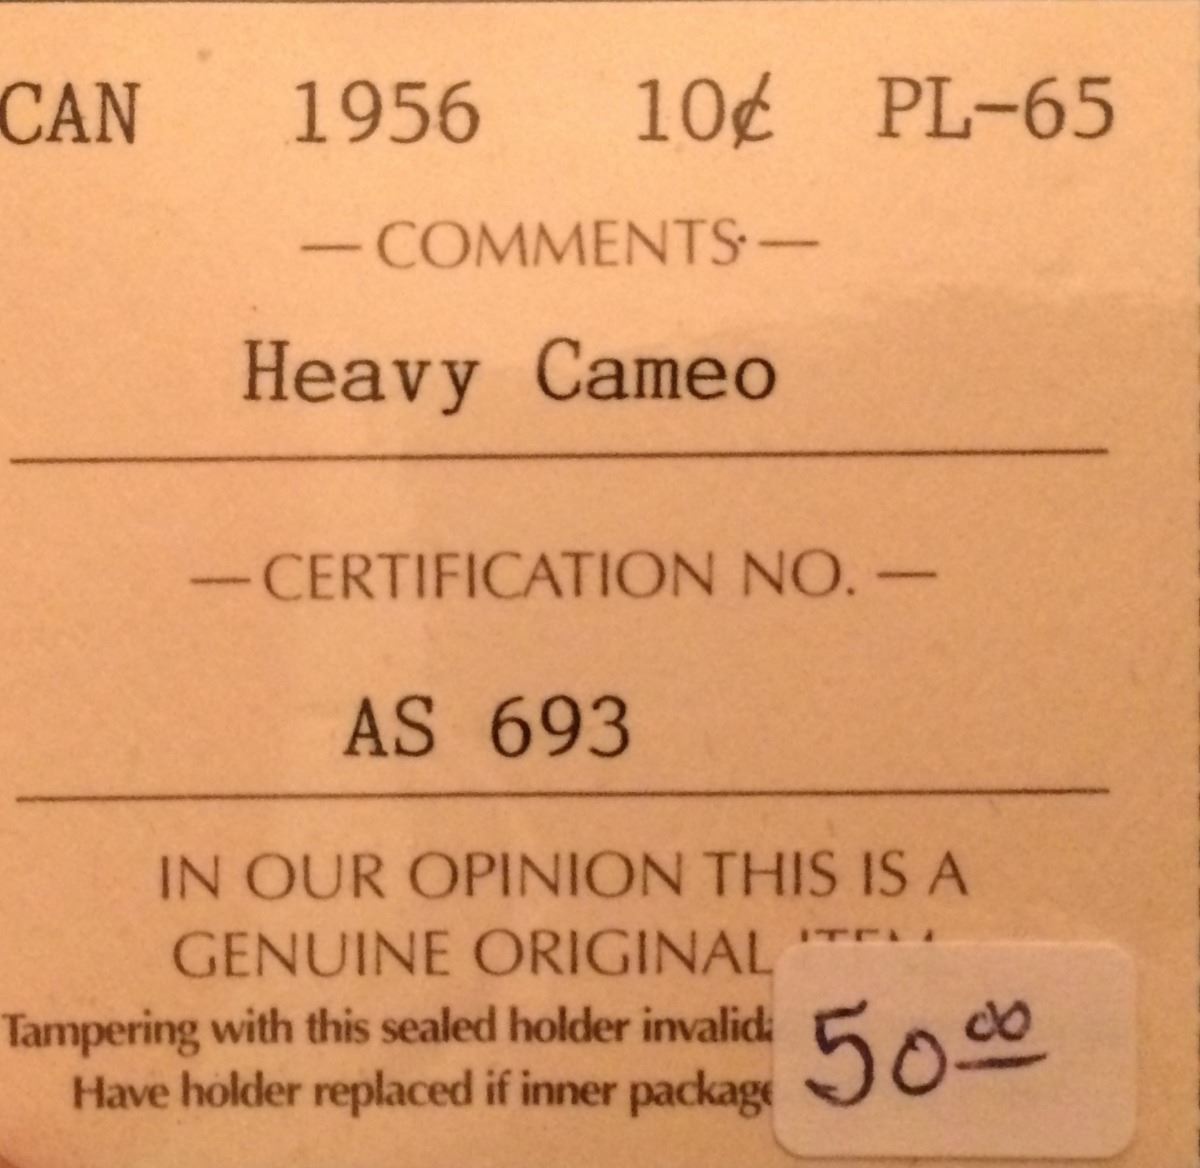 CAN 1956 10¢ PL-65
— COMMENTS —
Heavy Cameo
— CERTIFICATION NO. —
AS 693
IN OUR OPINION THIS IS A
GENUINE ORIGINAL ITEM
Tampering with this sealed holder
Have holder replaced if inner
50 00